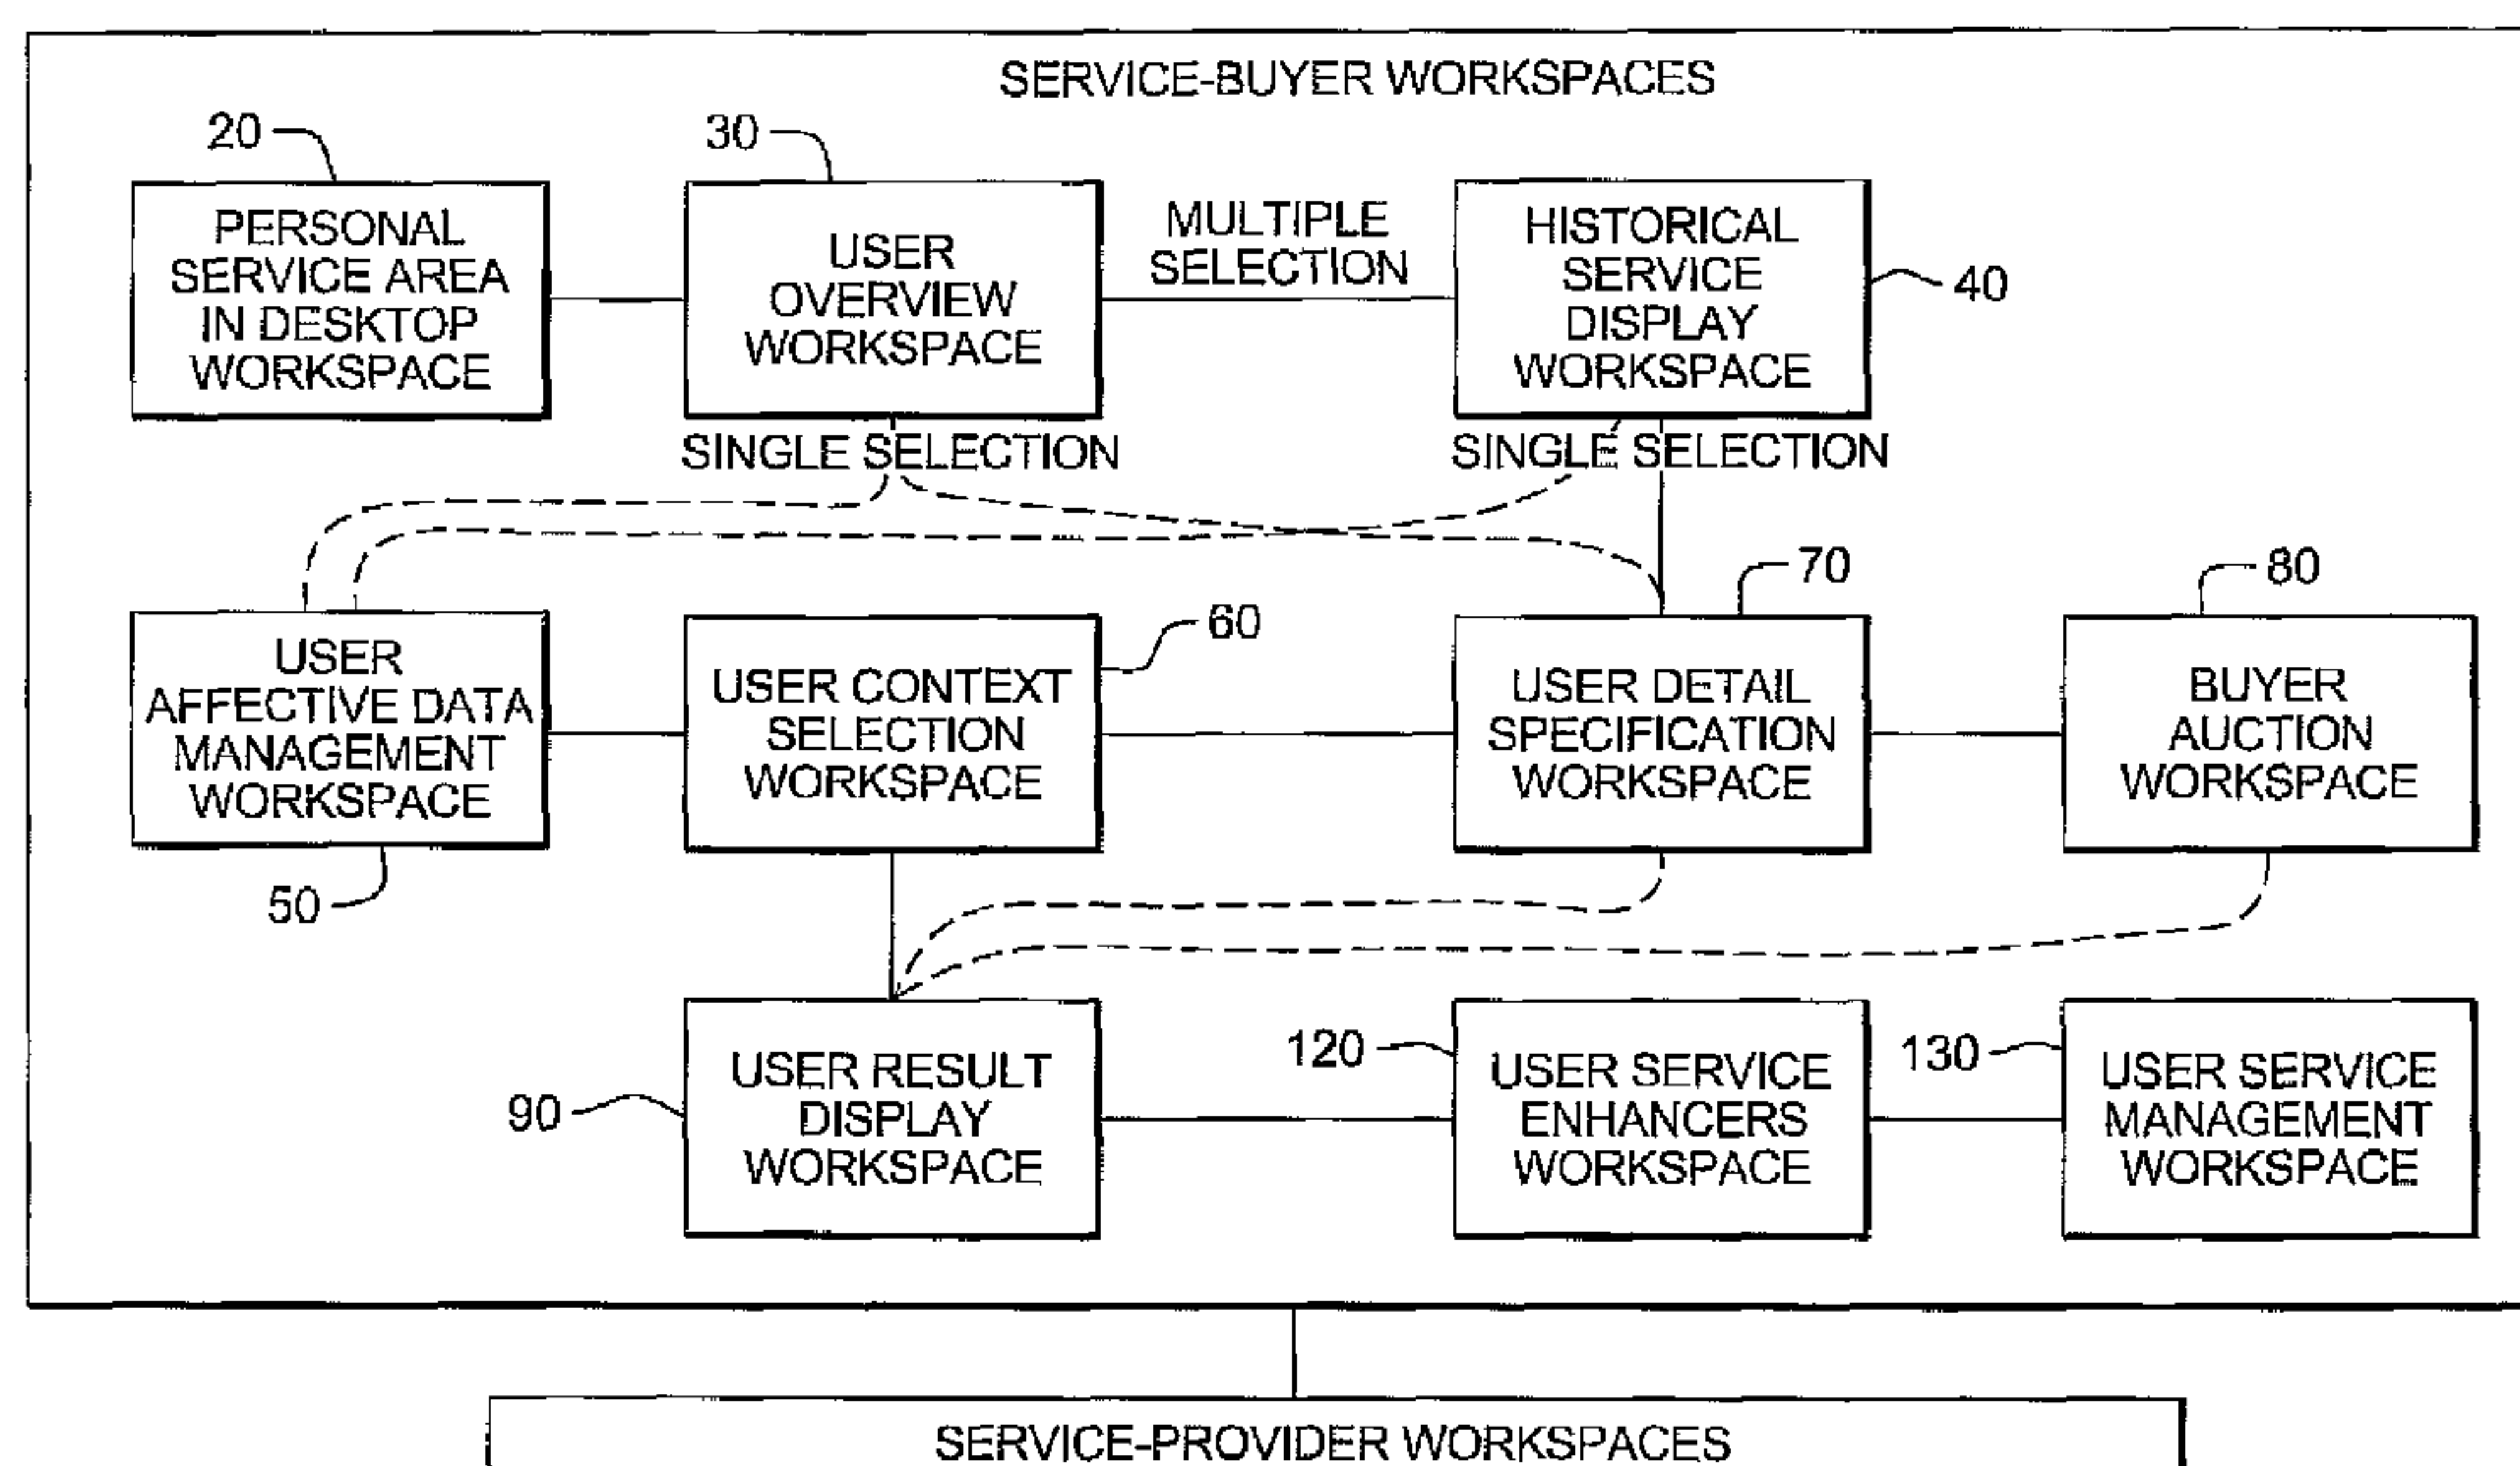 SERVICE-BUYER WORKSPACES
20
30
PERSONAL
SERVICE AREA
IN DESKTOP
WORKSPACE
USER
OVERVIEW
WORKSPACE
MULTIPLE
SELECTION
HISTORICAL
SERVICE
DISPLAY
WORKSPACE
40
SINGLE SELECTION
SINGLE SELECTION
70
80
60
USER
AFFECTIVE DATA
MANAGEMENT
WORKSPACE
USER CONTEXT
SELECTION
WORKSPACE
USER DETAIL
SPECIFICATION
WORKSPACE
BUYER
AUCTION
WORKSPACE
50
90
USER RESULT
DISPLAY
WORKSPACE
120
USER SERVICE
ENHANCERS
WORKSPACE
130
USER SERVICE
MANAGEMENT
WORKSPACE
SERVICE-PROVIDER WORKSPACES